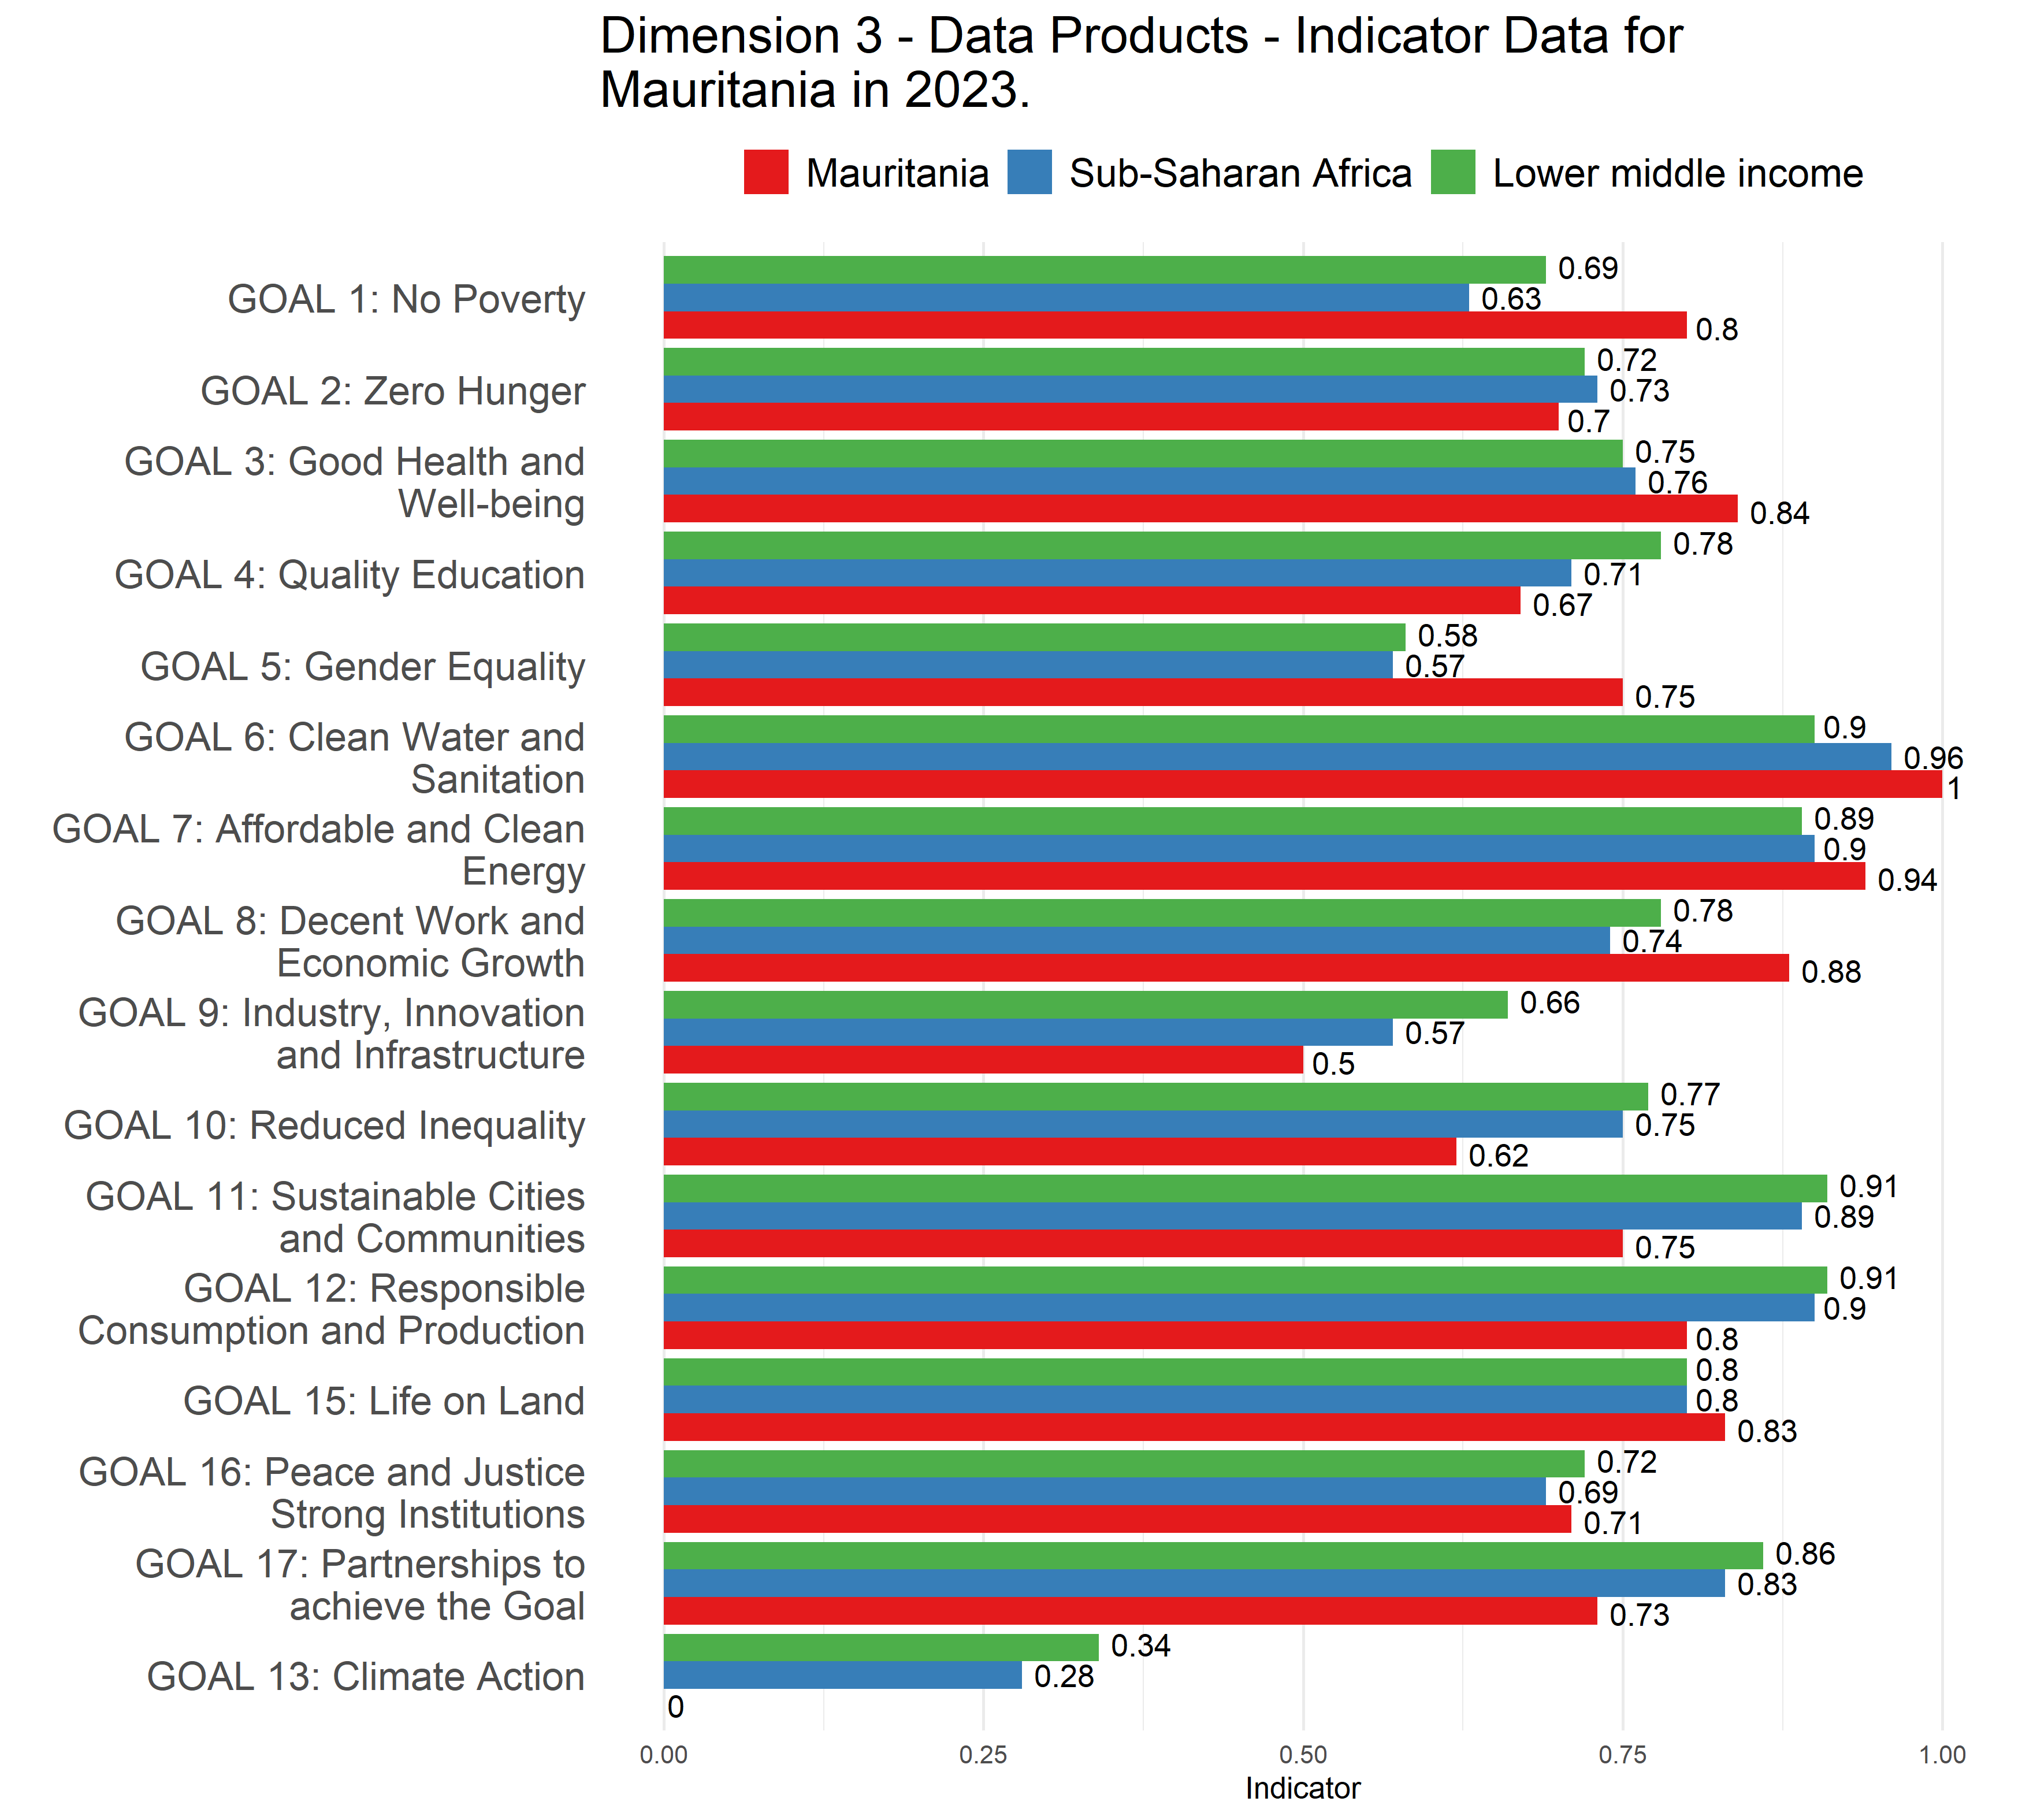 Dimension 3 - Data Products - Indicator Data for
Mauritania in 2023.
Mauritania Sub-Saharan Africa Lower middle income
GOAL 1: No Poverty
0.69
0.63
0.8
GOAL 2: Zero Hunger
0.72
0.73
0.7
GOAL 3: Good Health and
Well-being
0.75
0.76
0.84
GOAL 4: Quality Education
0.78
0.71
0.67
GOAL 5: Gender Equality
0.58
0.57
0.75
GOAL 6: Clean Water and
Sanitation
0.9
0.96
1
GOAL 7: Affordable and Clean
Energy
0.89
0.9
0.94
GOAL 8: Decent Work and
Economic Growth
0.78
0.74
0.88
GOAL 9: Industry, Innovation
and Infrastructure
0.66
0.57
0.5
GOAL 10: Reduced Inequality
0.77
0.75
0.62
GOAL 11: Sustainable Cities
and Communities
0.91
0.89
0.75
GOAL 12: Responsible
Consumption and Production
0.91
0.9
0.8
GOAL 15: Life on Land
0.8
0.8
0.83
GOAL 16: Peace and Justice
Strong Institutions
0.72
0.69
0.71
GOAL 17: Partnerships to
achieve the Goal
0.86
0.83
0.73
GOAL 13: Climate Action
0.34
0.28
0
0.00 0.25 0.50 0.75 1.00
Indicator